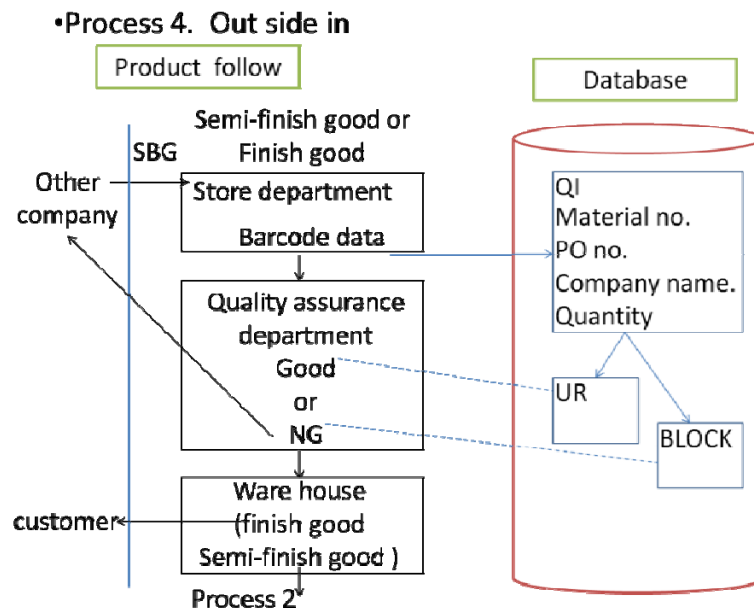 •Process 4. Out side in
Product follow
Database
Semi-finish good or
Finish good
SBG
Other
company
Store department
Barcode data
QI
Material no.
PO no.
Company name.
Quantity
Quality assurance
department
Good
or
NG
UR
BLOCK
Ware house
(finish good
Semi-finish good )
customer
Process 2